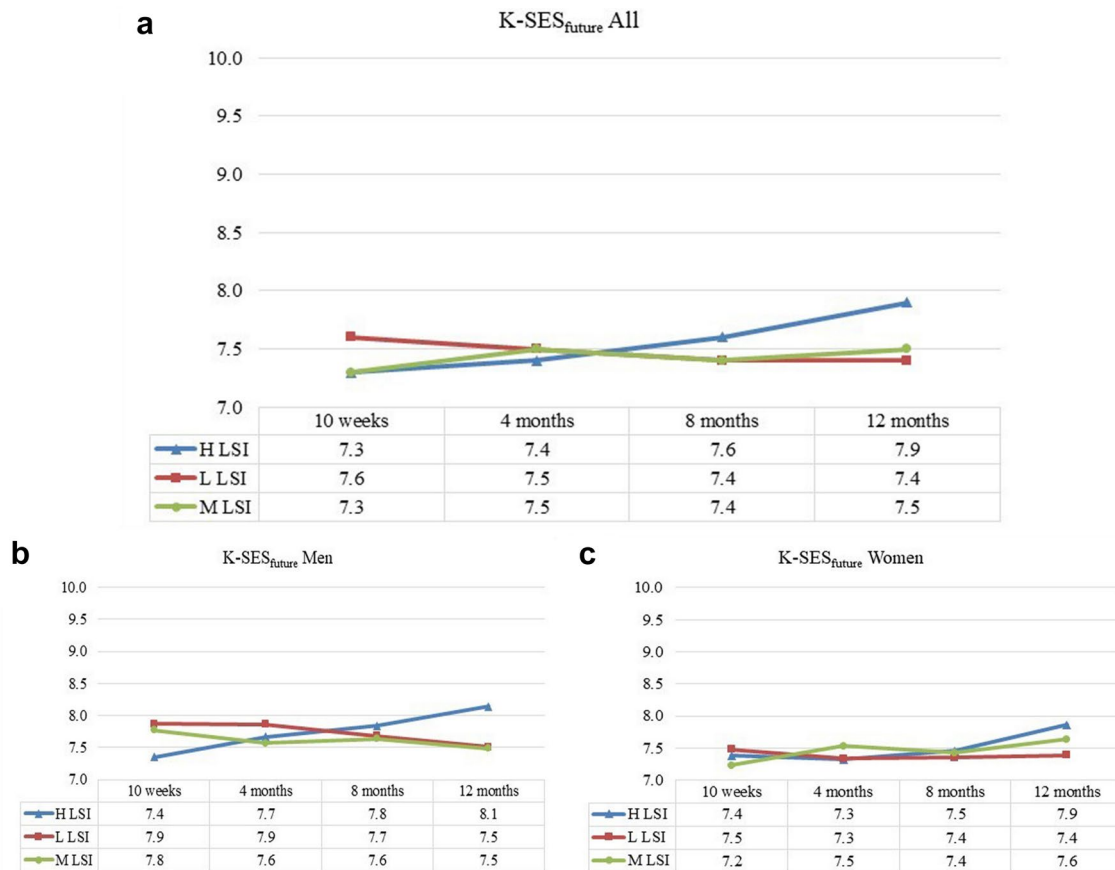 a
K-SESfuture All
10.0
9.5
9.0
8.5
8.0
7.5
7.0
10 weeks 4 months 8 months 12 months
H LSI 7.3 7.4 7.6 7.9
L LSI 7.6 7.5 7.4 7.4
M LSI 7.3 7.5 7.4 7.5
b
K-SESfuture Men
10.0
9.5
9.0
8.5
8.0
7.5
7.0
10 weeks 4 months 8 months 12 months
H LSI 7.4 7.7 7.8 8.1
L LSI 7.9 7.9 7.7 7.5
M LSI 7.8 7.6 7.6 7.5
c
K-SESfuture Women
10.0
9.5
9.0
8.5
8.0
7.5
7.0
10 weeks 4 months 8 months 12 months
H LSI 7.4 7.3 7.5 7.9
L LSI 7.5 7.3 7.4 7.4
M LSI 7.2 7.5 7.4 7.6